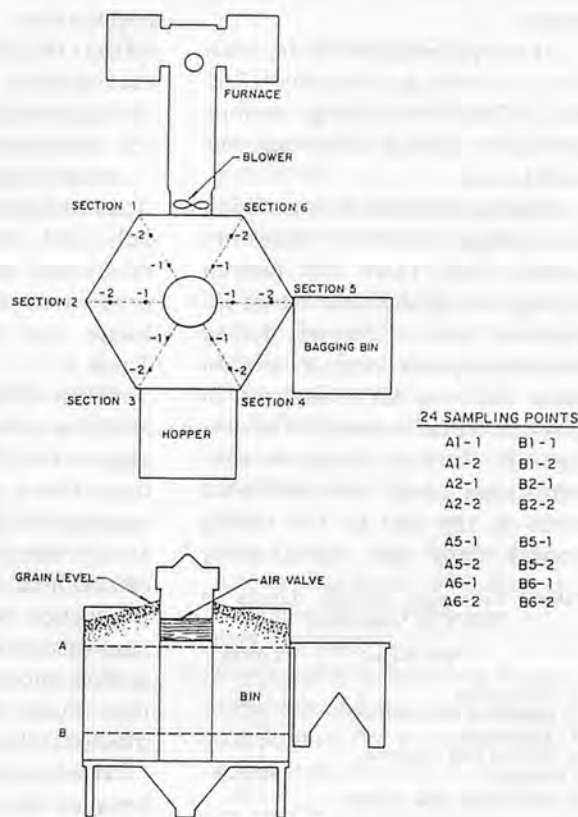 FURNACE
BLOWER
SECTION 1
SECTION 6
-2
-2
-1
-1
SECTION 2
-2
-1
-1
-2
SECTION 5
-1
-1
-2
-2
BAGGING BIN
SECTION 3
SECTION 4
HOPPER
24 SAMPLING POINTS
A1-1 B1-1
A1-2 B1-2
A2-1 B2-1
A2-2 B2-2
A5-1 B5-1
A5-2 B5-2
A6-1 B6-1
A6-2 B6-2
GRAIN LEVEL
AIR VALVE
A
BIN
B